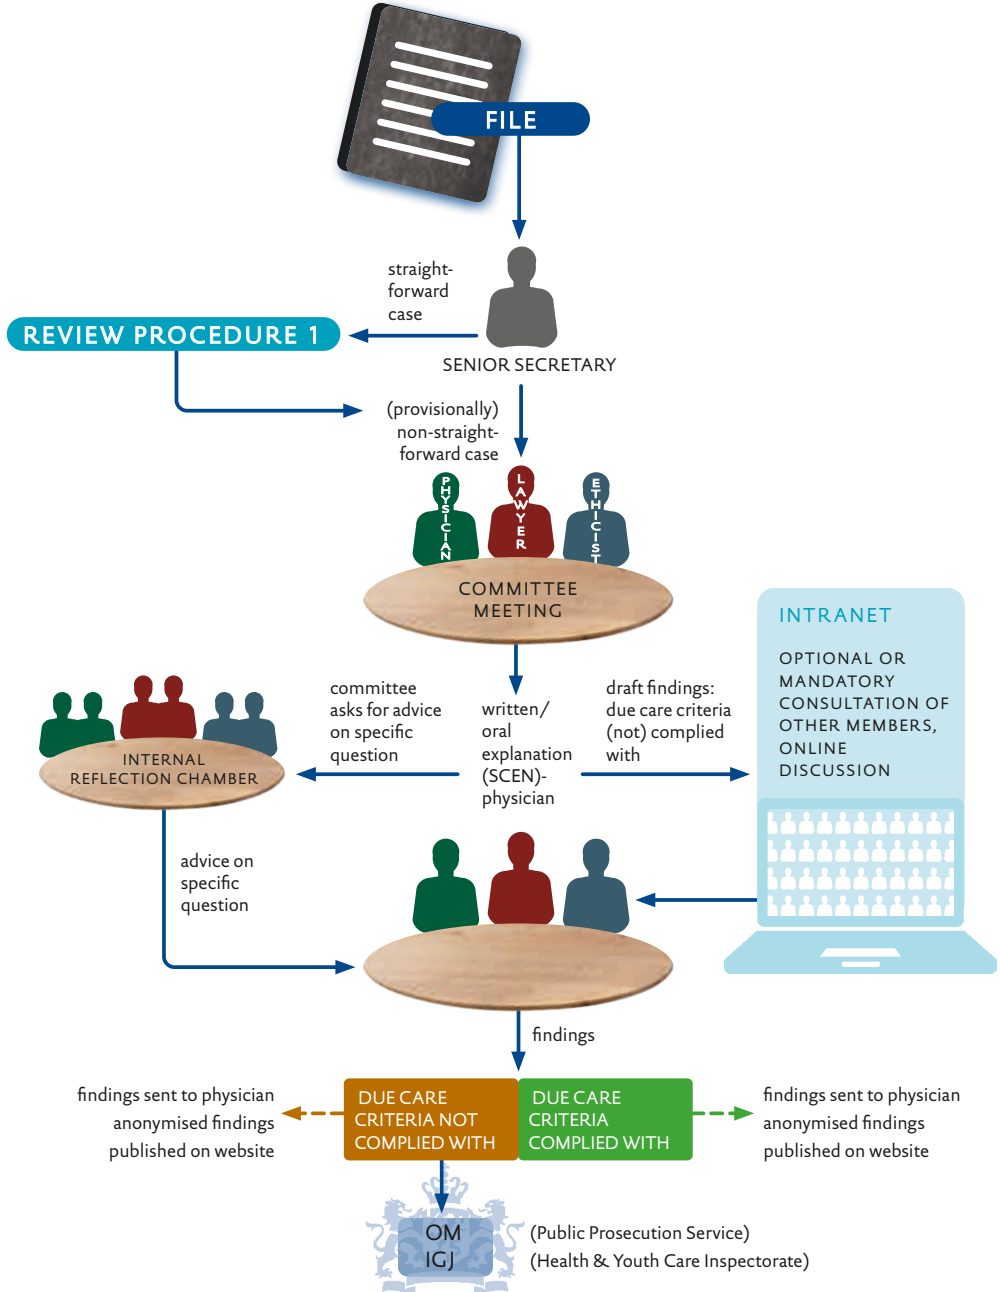 FILE
straight-
forward
case
REVIEW PROCEDURE 1
SENIOR SECRETARY
(provisionally)
non-straight-
forward case
PHYSICIAN
LAWYER
ETHICIST
COMMITTEE
MEETING
INTRANET
OPTIONAL OR
MANDATORY
CONSULTATION OF
OTHER MEMBERS,
ONLINE
DISCUSSION
committee
asks for advice
on specific
question
written/
oral
explanation
(SCEN)-
physician
draft findings:
due care criteria
(not) complied
with
INTERNAL
REFLECTION CHAMBER
advice on
specific
question
findings
findings sent to physician
anonymised findings
published on website
DUE CARE
CRITERIA NOT
COMPLIED WITH
DUE CARE
CRITERIA
COMPLIED WITH
findings sent to physician
anonymised findings
published on website
OM
IGJ
(Public Prosecution Service)
(Health & Youth Care Inspectorate)